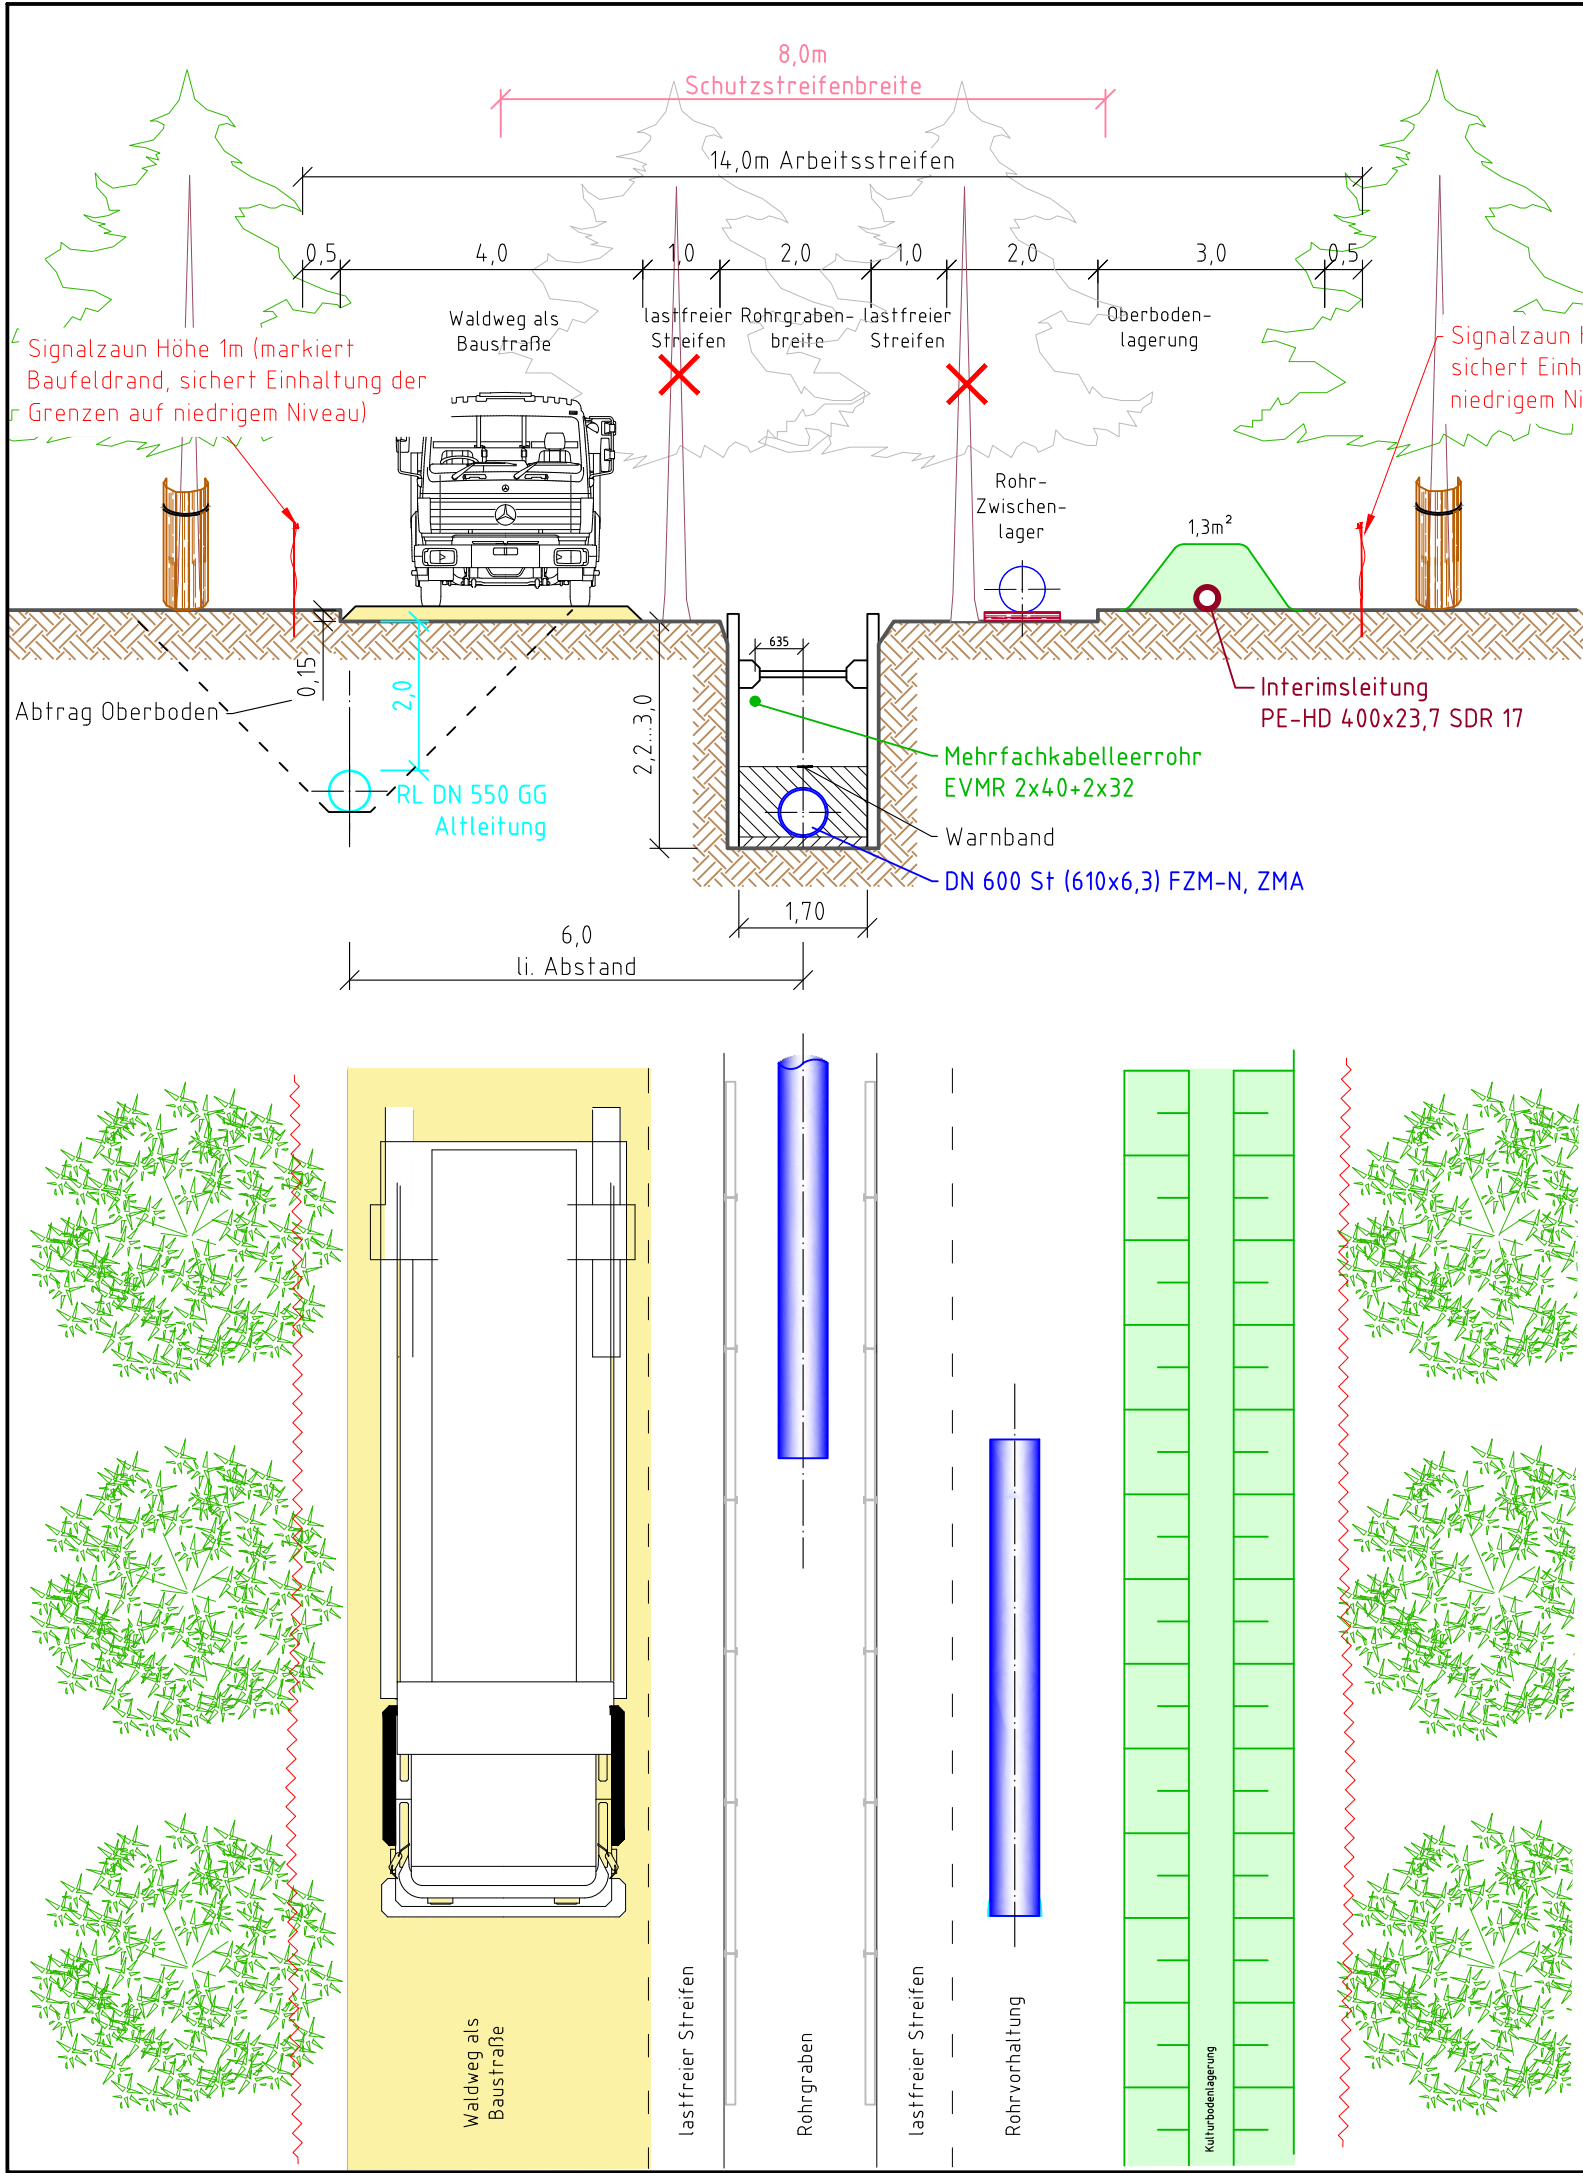 8,0m
Schutzstreifenbreite
14,0m Arbeitsstreifen
0,5
4,0
1,0
2,0
1,0
2,0
3,0
0,5
Waldweg als
Baustraße
lastfreier
Streifen
Rohrgraben-
breite
lastfreier
Streifen
Oberboden-
lagerung
Signalzaun Höhe 1m (markiert
Baufeldrand, sichert Einhaltung der
Grenzen auf niedrigem Niveau)
Signalzaun
sichert Einh
niedrigem Ni
Rohr-
Zwischen-
lager
1,3m²
635
0,15
2,0
2,2...3,0
Abtrag Oberboden
Interimsleitung
PE-HD 400x23,7 SDR 17
Mehrfachkabelleerrohr
EVMR 2x40+2x32
RL DN 550 GG
Altleitung
Warnband
DN 600 St (610x6,3) FZM-N, ZMA
1,70
6,0
li. Abstand
Waldweg als
Baustraße
lastfreier Streifen
Rohrgraben
lastfreier Streifen
Rohrvorhaltung
Kulturbodenlagerung